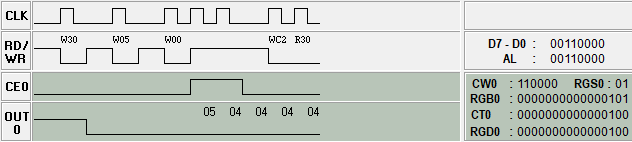 CLK
RD/
WR
W30 W05 W00 WC2 R30
CE0
OUT
0
05 04 04 04 04
D7 - D0 : 00110000
AL : 00110000
CW0 : 110000 RGS0 : 01
RGB0 : 0000000000000101
CT0 : 0000000000000100
RGD0 : 0000000000000100